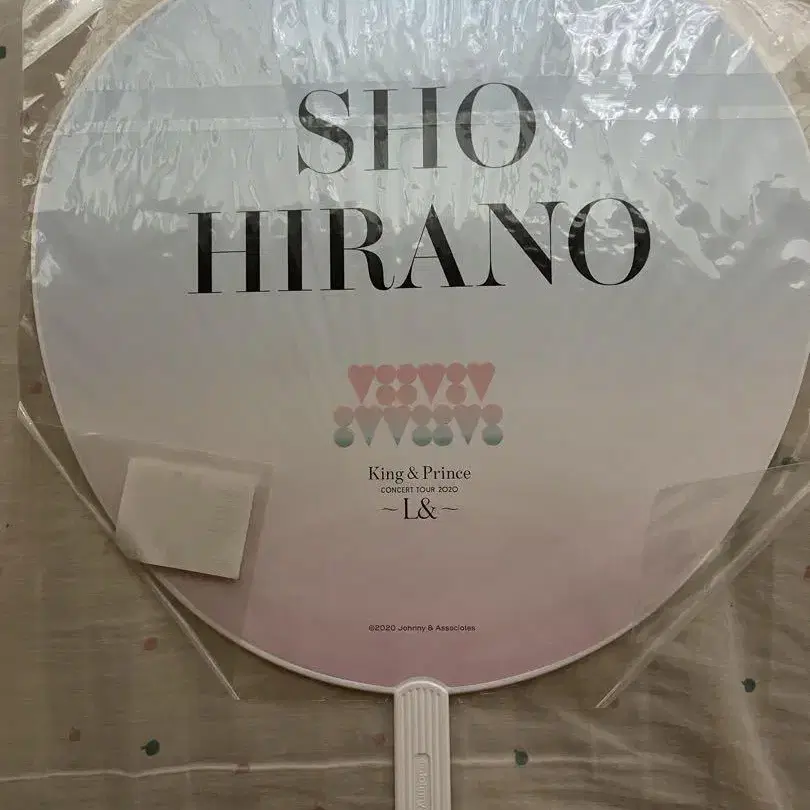 SHO
HIRANO
King & Prince
CONCERT TOUR 2020
~L&~
©2020 Johnny & Associates